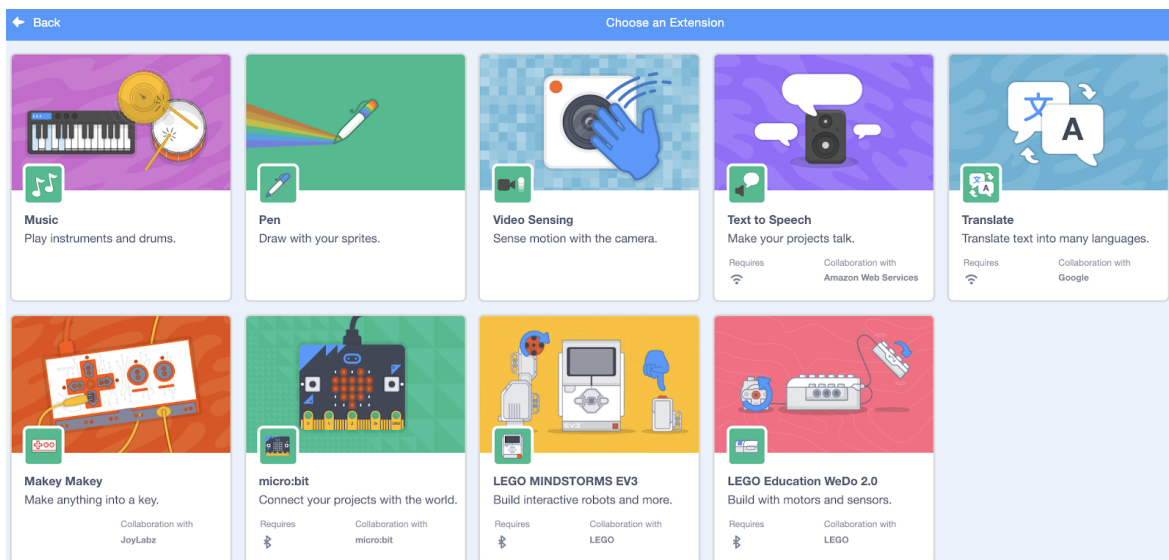 Back
Choose an Extension
Music
Play instruments and drums.
Pen
Draw with your sprites.
Video Sensing
Sense motion with the camera.
Text to Speech
Make your projects talk.
Requires
Collaboration with
Amazon Web Services
Translate
Translate text into many languages.
Requires
Collaboration with
Google
文
A
文
A
Makey Makey
Make anything into a key.
Collaboration with
JoyLabz
micro:bit
Connect your projects with the world.
Requires
Collaboration with
micro:bit
EV3
LEGO MINDSTORMS EV3
Build interactive robots and more.
Requires
Collaboration with
LEGO
LEGO Education WeDo 2.0
Build with motors and sensors.
Requires
Collaboration with
LEGO